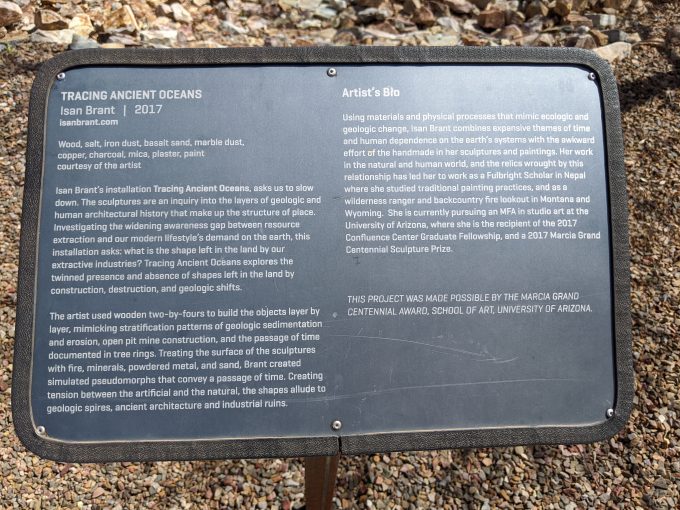 TRACING ANCIENT OCEANS
Isan Brant | 2017
isanbrant.com
Wood, salt, iron dust, basalt sand, marble dust,
copper, charcoal, mica, plaster, paint
courtesy of the artist
Isan Brant's installation Tracing Ancient Oceans, asks us to slow
down. The sculptures are an inquiry into the layers of geologic and
human architectural history that make up the structure of place.
Investigating the widening awareness gap between resource
extraction and our modern lifestyle's demand on the earth, this
installation asks: what is the shape left in the land by our
extractive industries? Tracing Ancient Oceans explores the
twinned presence and absence of shapes left in the land by
construction, destruction, and geologic shifts.
The artist used wooden two-by-fours to build the objects layer by
layer, mimicking stratification patterns of geologic sedimentation
and erosion, open pit mine construction, and the passage of time
documented in tree rings. Treating the surface of the sculptures
with fire, minerals, powdered metal, and sand, Brant created
simulated pseudomorphs that convey a passage of time. Creating
tension between the artificial and the natural, the shapes allude to
geologic spires, ancient architecture and industrial ruins.
Artist's Bio
Using materials and physical processes that mimic ecologic and
geologic change, Isan Brant combines expensive themes of time
and human dependence on the earth's systems with the awkward
effort of the handmade in her sculptures and paintings. Her work
in the natural and human world, and the relics wrought by this
relationship has led her to work as a Fulbright Scholar in Nepal
where she studied traditional painting practices, and as a
wilderness ranger and backcountry fire lookout in Montana and
Wyoming. She is currently pursuing an MFA in studio art at the
University of Arizona, where she is the recipient of the 2017
Confluence Center Graduate Fellowship, and a 2017 Marcia Grand
Centennial Sculpture Prize.
THIS PROJECT WAS MADE POSSIBLE BY THE MARCIA GRAND
CENTENNIAL AWARD, SCHOOL OF ART, UNIVERSITY OF ARIZONA.